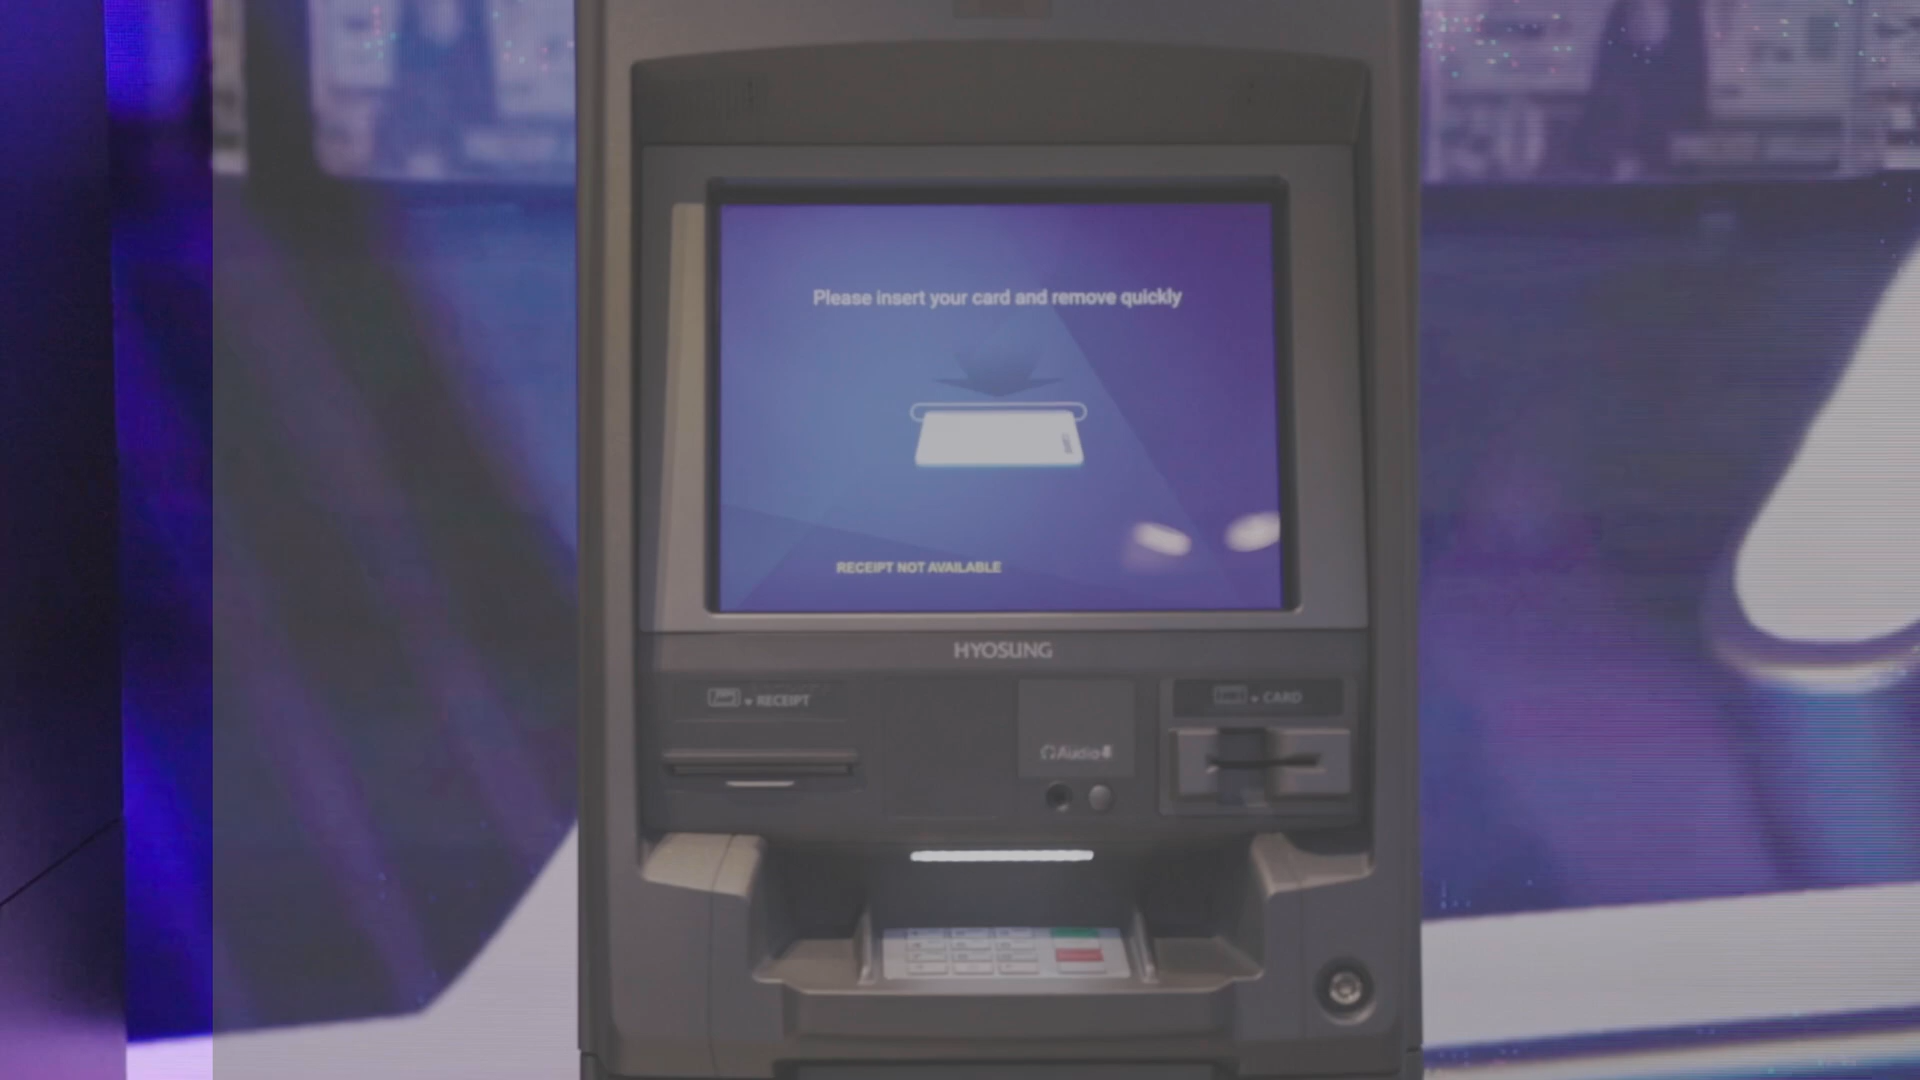 Please insert your card and remove quickly
RECEIPT NOT AVAILABLE
HYOSUNG
RECEIPT
CARD
Audio